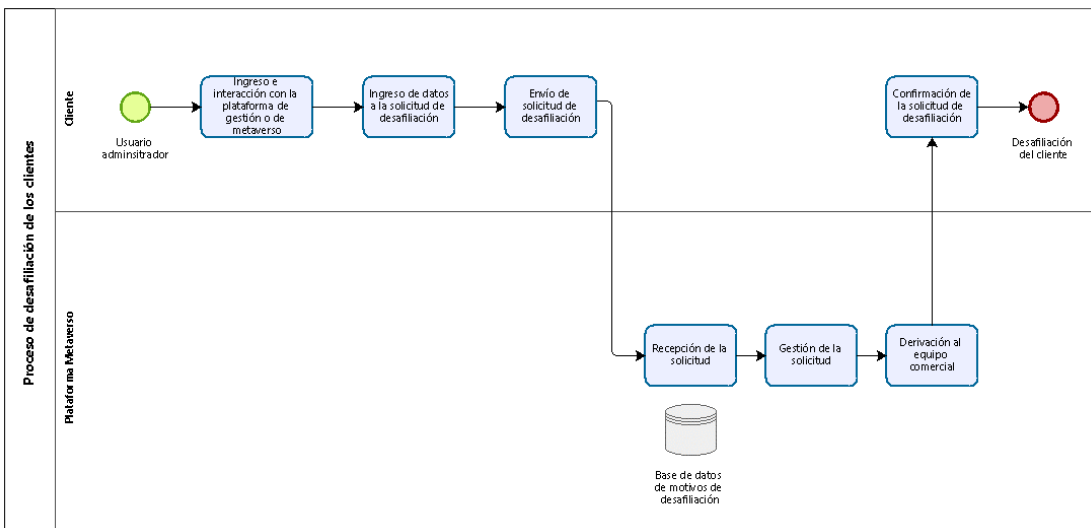 Proceso de desafiliación de los clientes
Cliente
Usuario
adminsitrador
Ingreso e
interacción con la
plataforma de
gestión o de
metaverso
Ingreso de datos
a la solicitud de
desafiliación
Envío de
solicitud de
desafiliación
Confirmación de
la solicitud de
desafiliación
Desafiliación
del cliente
Plataforma Metaverso
Recepción de la
solicitud
Gestión de la
solicitud
Derivación al
equipo
comercial
Base de datos
de motivos de
desafiliación